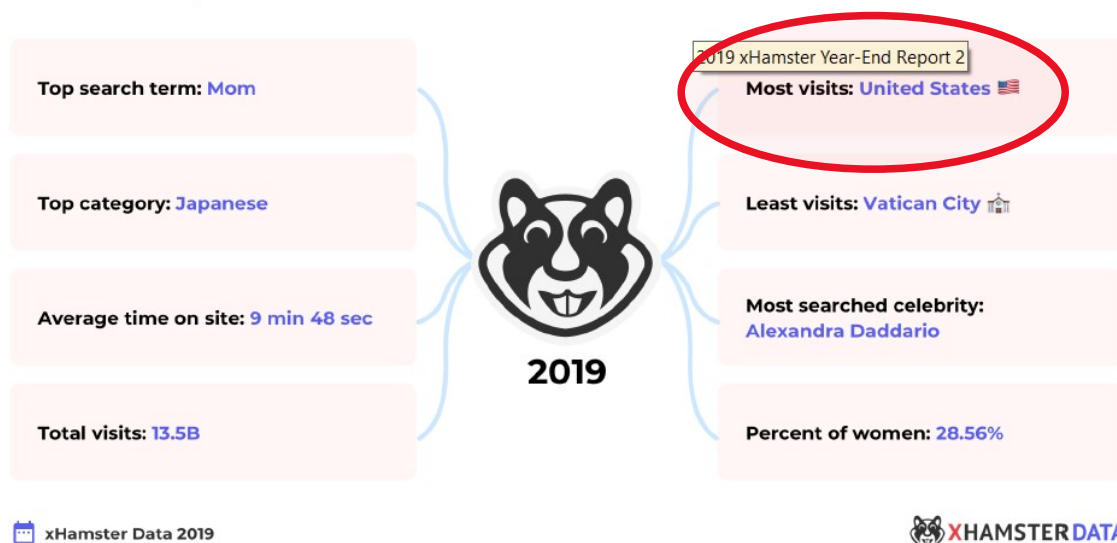 Top search term: Mom
Top category: Japanese
Average time on site: 9 min 48 sec
Total visits: 13.5B
2019
2019 xHamster Year-End Report 2
Most visits: United States
Least visits: Vatican City
Most searched celebrity:
Alexandra Daddario
Percent of women: 28.56%
xHamster Data 2019
XHAMSTER DATA